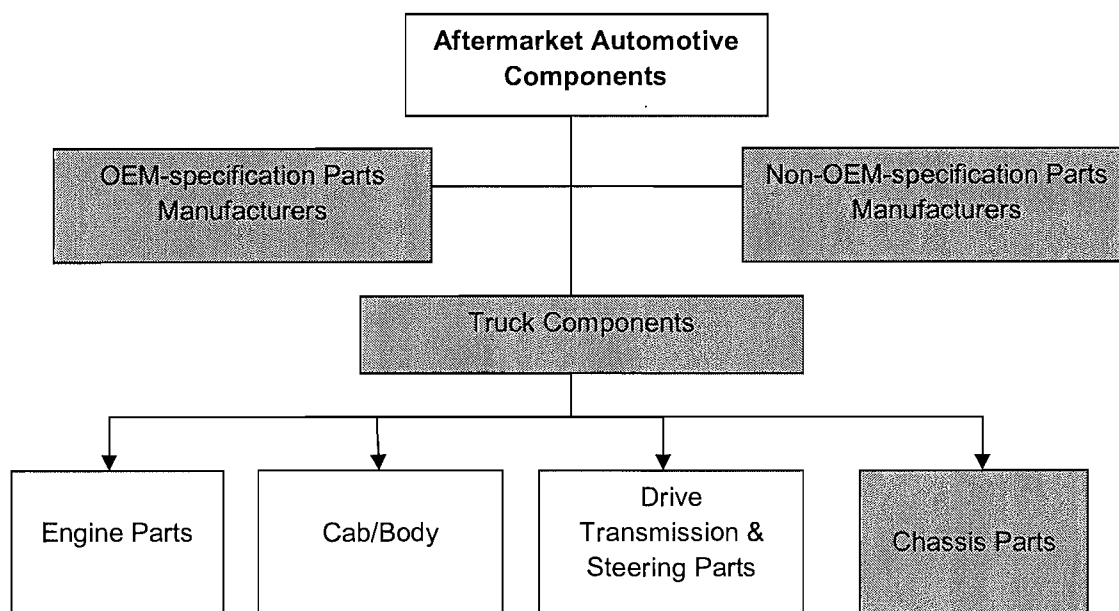 Aftermarket Automotive
Components
OEM-specification Parts
Manufacturers
Non-OEM-specification Parts
Manufacturers
Truck Components
Engine Parts
Cab/Body
Drive
Transmission &
Steering Parts
Chassis Parts